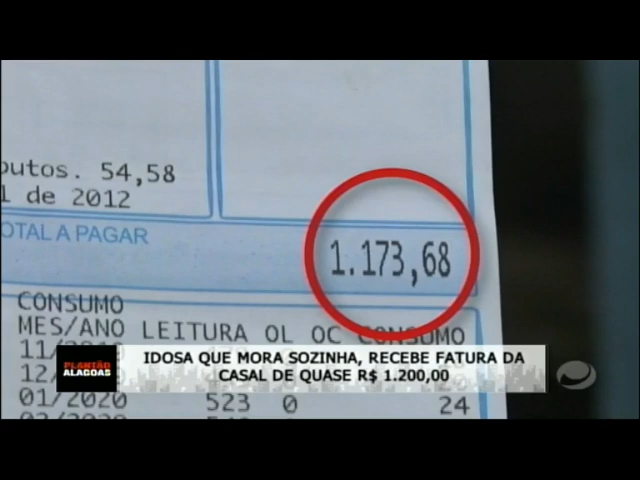 butos. 54,58
1 de 2012
OTAL A PAGAR
1.173,68
CONSUMO
MES/ANO LEITURA OL OC CONSUMO
11/
12/
01/2020 523 0 24
PLANTÃO
ALAGOAS
IDOSA QUE MORA SOZINHA, RECEBE FATURA DA
CASAL DE QUASE R$ 1.200,00